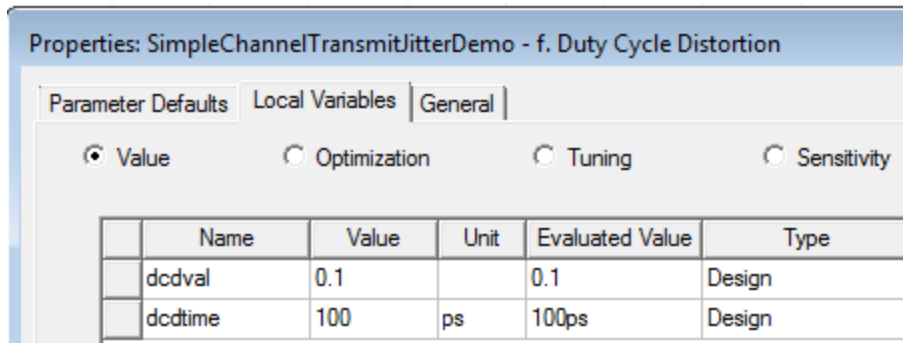 Properties: SimpleChannelTransmitJitterDemo - f. Duty Cycle Distortion
Parameter Defaults Local Variables General
Value Optimization Tuning Sensitivity
Name Value Unit Evaluated Value Type
dcdval 0.1 0.1 Design
dcdtime 100 ps 100ps Design